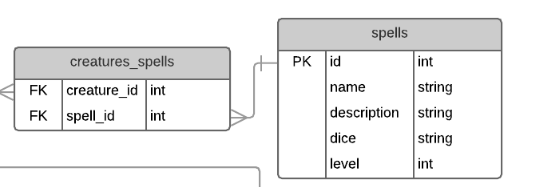 creatures_spells
FK creature_id int
FK spell_id int
spells
PK id int
name string
description string
dice string
level int